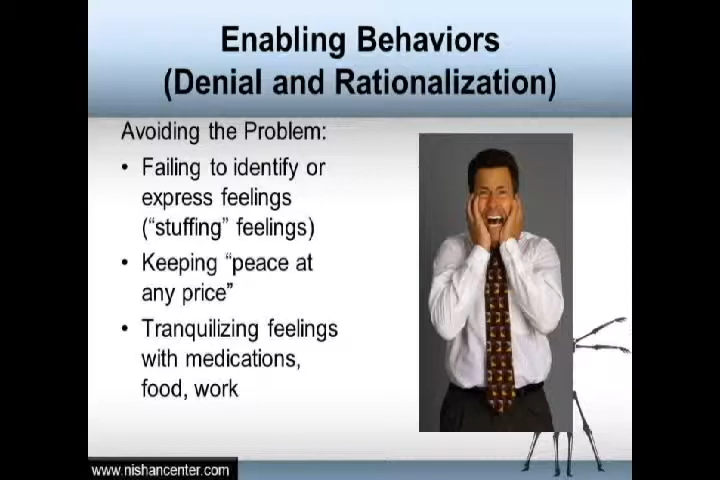 Enabling Behaviors
(Denial and Rationalization)
Avoiding the Problem:
• Failing to identify or
express feelings
("stuffing" feelings)
• Keeping "peace at
any price"
• Tranquilizing feelings
with medications,
food, work
www.nishancenter.com